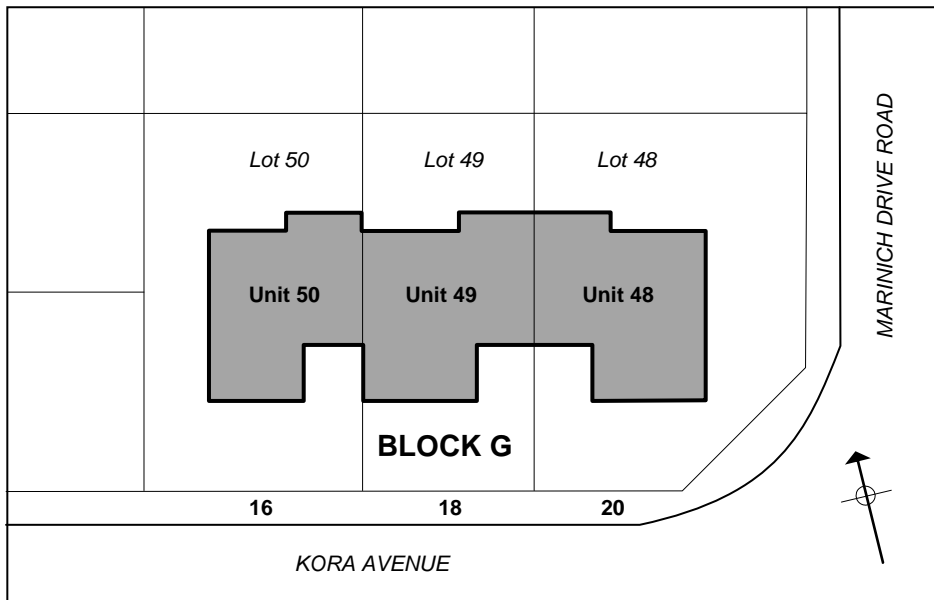 Lot 50
Lot 49
Lot 48
MARINICH DRIVE ROAD
Unit 50
Unit 49
Unit 48
BLOCK G
16
18
20
KORA AVENUE